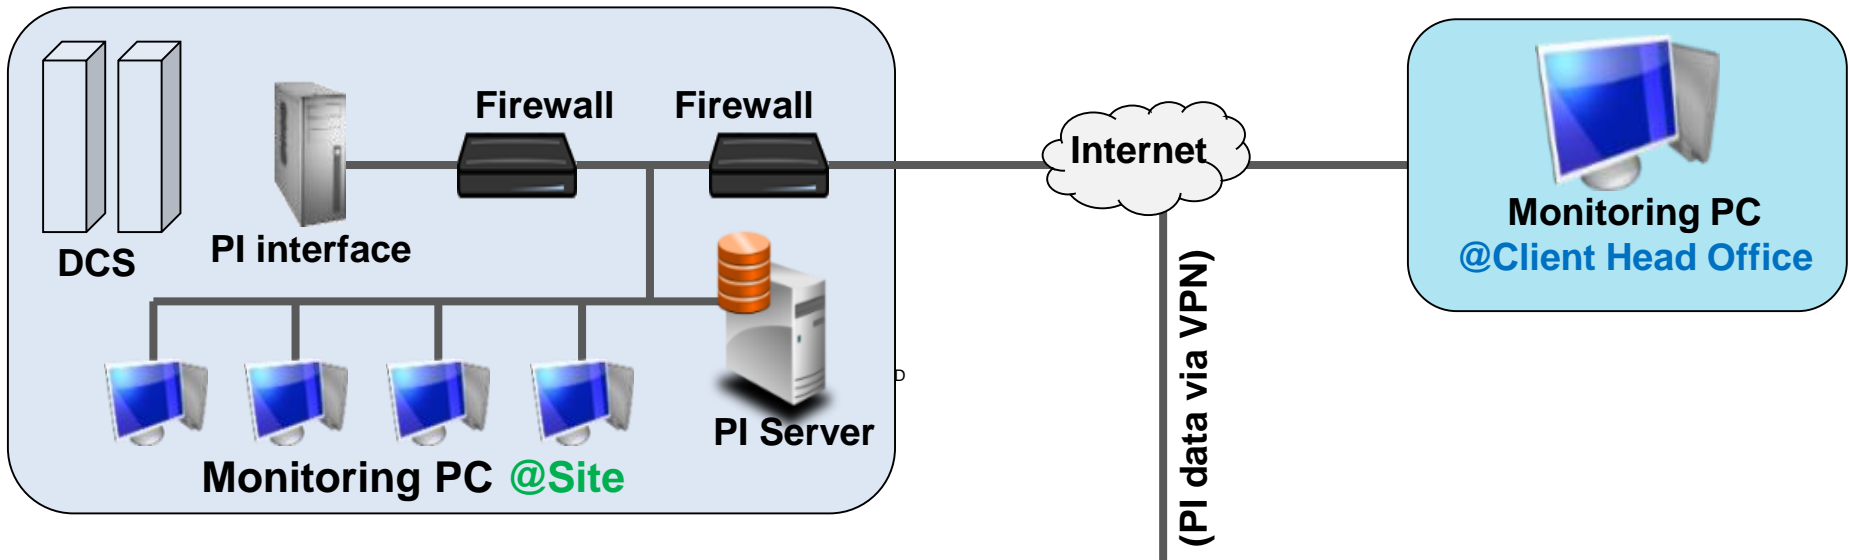 Firewall
Firewall
DCS
PI interface
PI Server
Monitoring PC @Site
D
Internet
(PI data via VPN)
Monitoring PC
@Client Head Office